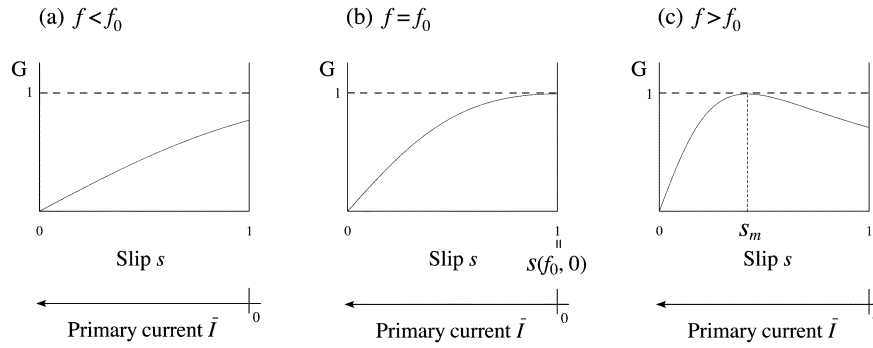 (a) f<f₀
(b) f=f₀
(c) f>f₀
G
1
0
1
Slip s
0
Primary current Ī
G
1
0
1
=
s(f₀, 0)
Slip s
0
Primary current Ī
G
1
0
sₘ
1
Slip s
Primary current Ī